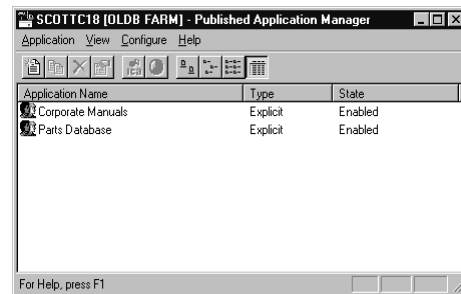 SCOTTC18 [OLDB FARM] - Published Application Manager
Application View Configure Help
Application Name Type State
Corporate Manuals Explicit Enabled
Parts Database Explicit Enabled
For Help, press F1